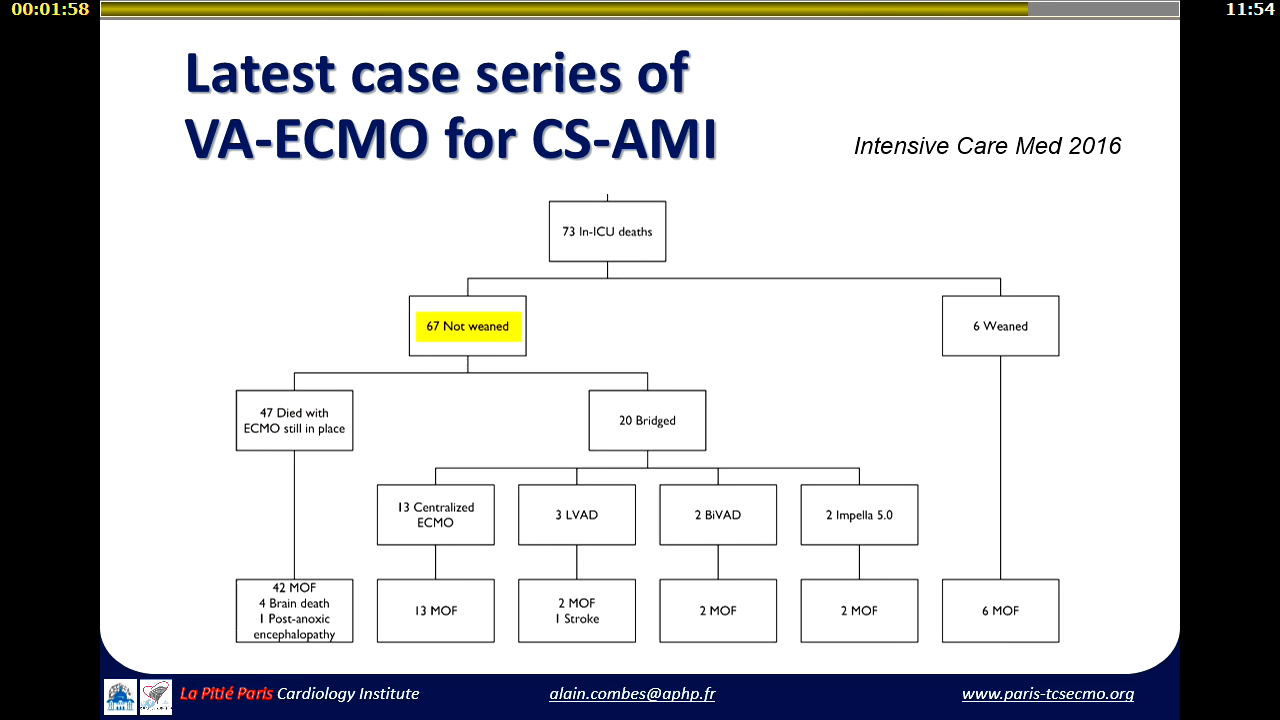 00:01:58
11:54
Latest case series of
VA-ECMO for CS-AMI
Intensive Care Med 2016
73 In-ICU deaths
67 Not weaned
6 Weaned
47 Died with
ECMO still in place
20 Bridged
13 Centralized
ECMO
3 LVAD
2 BiVAD
2 Impella 5.0
42 MOF
4 Brain death
1 Post-anoxic
encephalopathy
13 MOF
2 MOF
1 Stroke
2 MOF
2 MOF
6 MOF
La Pitié Paris Cardiology Institute
alain.combes@aphp.fr
www.paris-tcsecmo.org